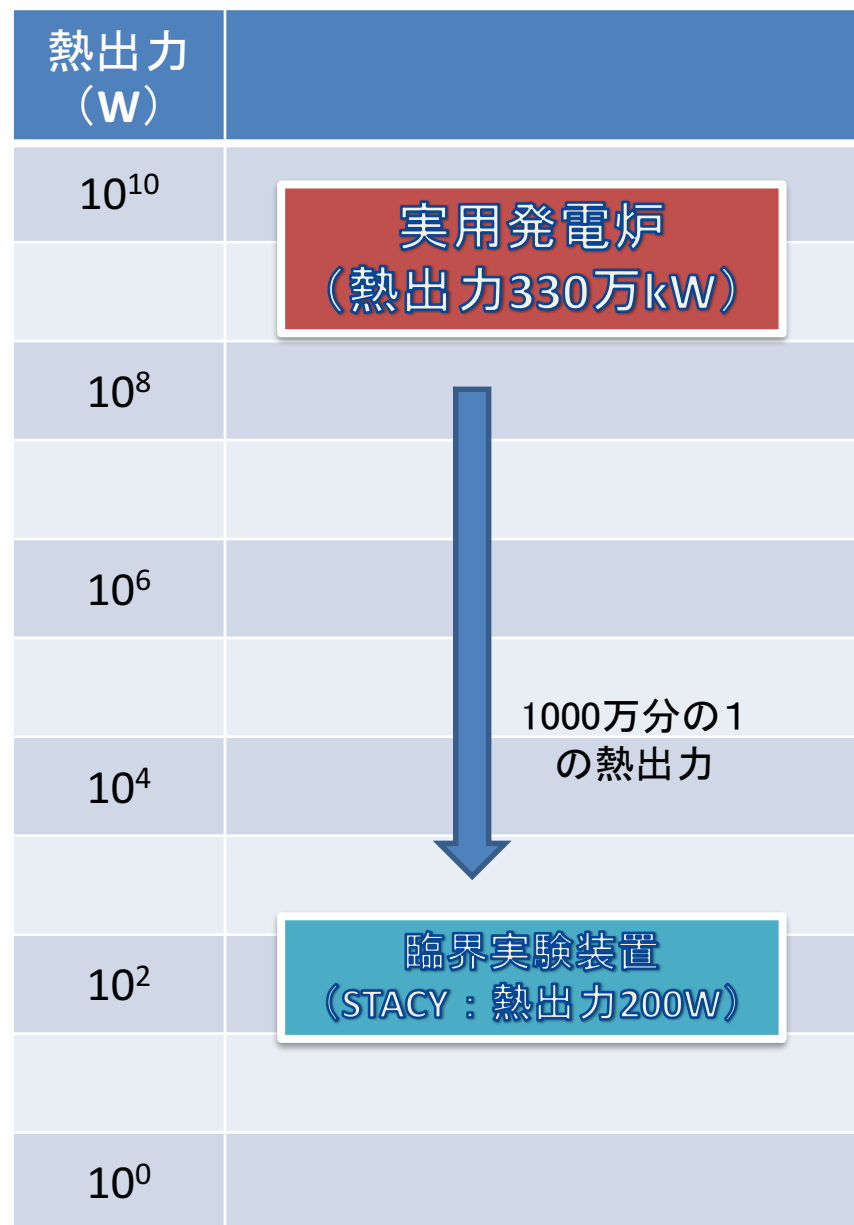 熱出力
（W）
10¹⁰
実用発電炉
（熱出力330万kW）
10⁸
10⁶
1000万分の１
の熱出力
10⁴
臨界実験装置
（STACY：熱出力200W）
10²
10⁰